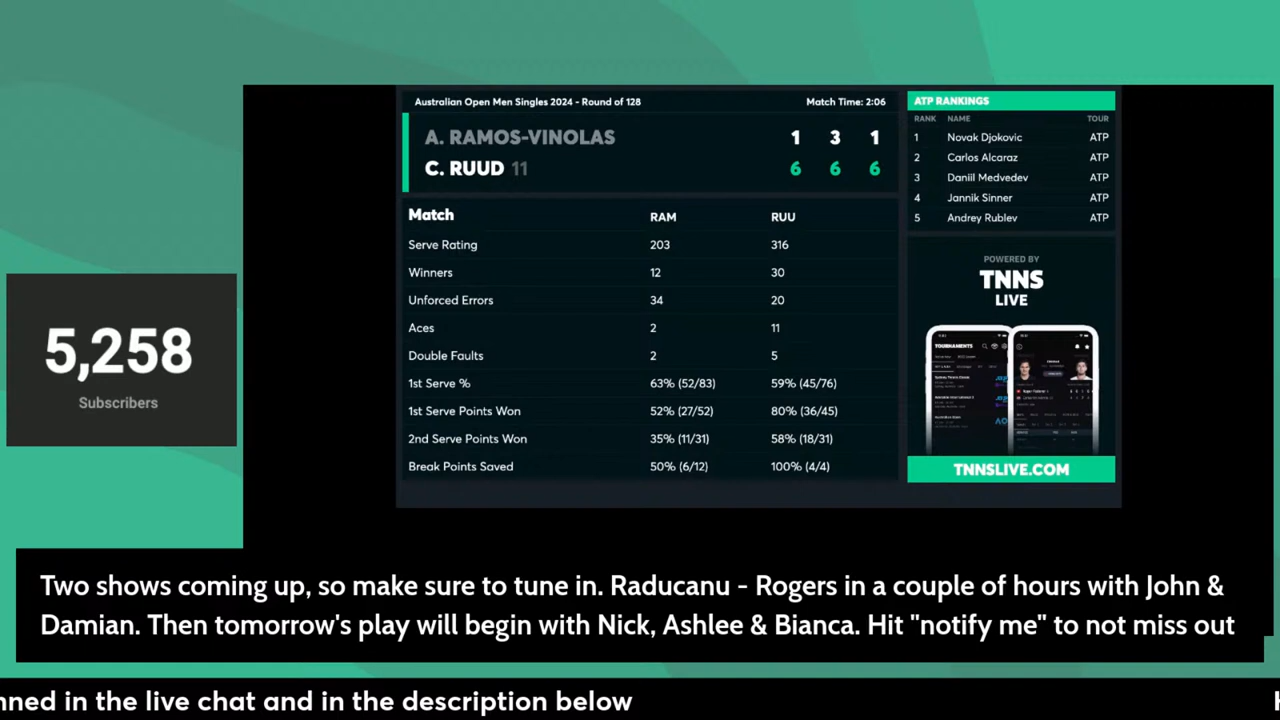 Australian Open Men Singles 2024 - Round of 128 Match Time: 2:06
A. RAMOS-VINOLAS 1 3 1
C. RUUD 11 6 6 6
Match RAM RUU
Serve Rating 203 316
Winners 12 30
Unforced Errors 34 20
Aces 2 11
Double Faults 2 5
1st Serve % 63% (52/83) 59% (45/76)
1st Serve Points Won 52% (27/52) 80% (36/45)
2nd Serve Points Won 35% (11/31) 58% (18/31)
Break Points Saved 50% (6/12) 100% (4/4)
ATP RANKINGS
RANK NAME TOUR
1 Novak Djokovic ATP
2 Carlos Alcaraz ATP
3 Daniil Medvedev ATP
4 Jannik Sinner ATP
5 Andrey Rublev ATP
POWERED BY
TNNS
LIVE
TOURNAMENTS
TNNSLIVE.COM
5,258
Subscribers
Two shows coming up, so make sure to tune in. Raducanu - Rogers in a couple of hours with John &
Damian. Then tomorrow's play will begin with Nick, Ashlee & Bianca. Hit "notify me" to not miss out
nned in the live chat and in the description below